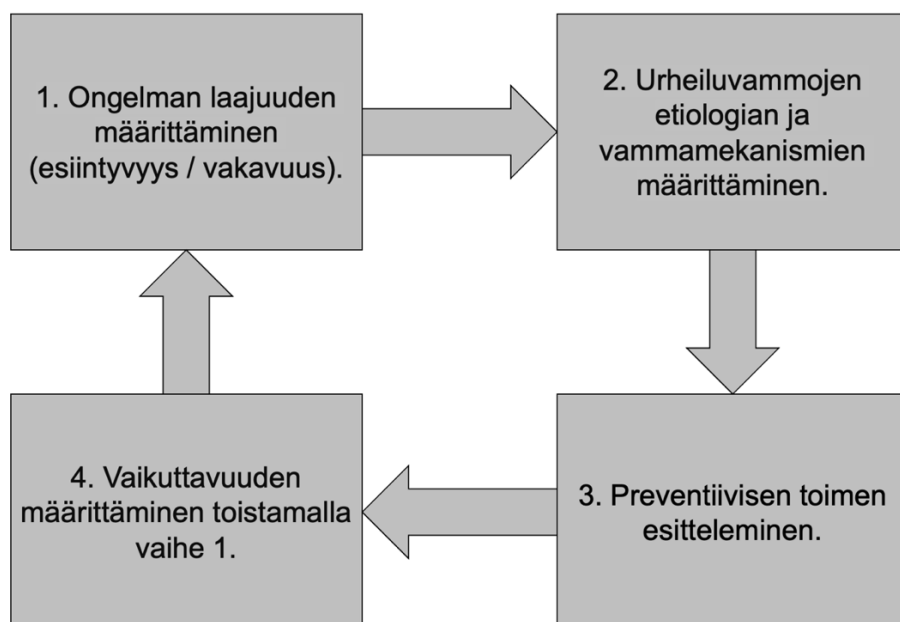 1. Ongelman laajuuden
määrittäminen
(esiintyvyys / vakavuus).
2. Urheiluvammojen
etiologian ja
vammamekanismien
määrittäminen.
3. Preventiivisen toimen
esitteleminen.
4. Vaikuttavuuden
määrittäminen toistamalla
vaihe 1.